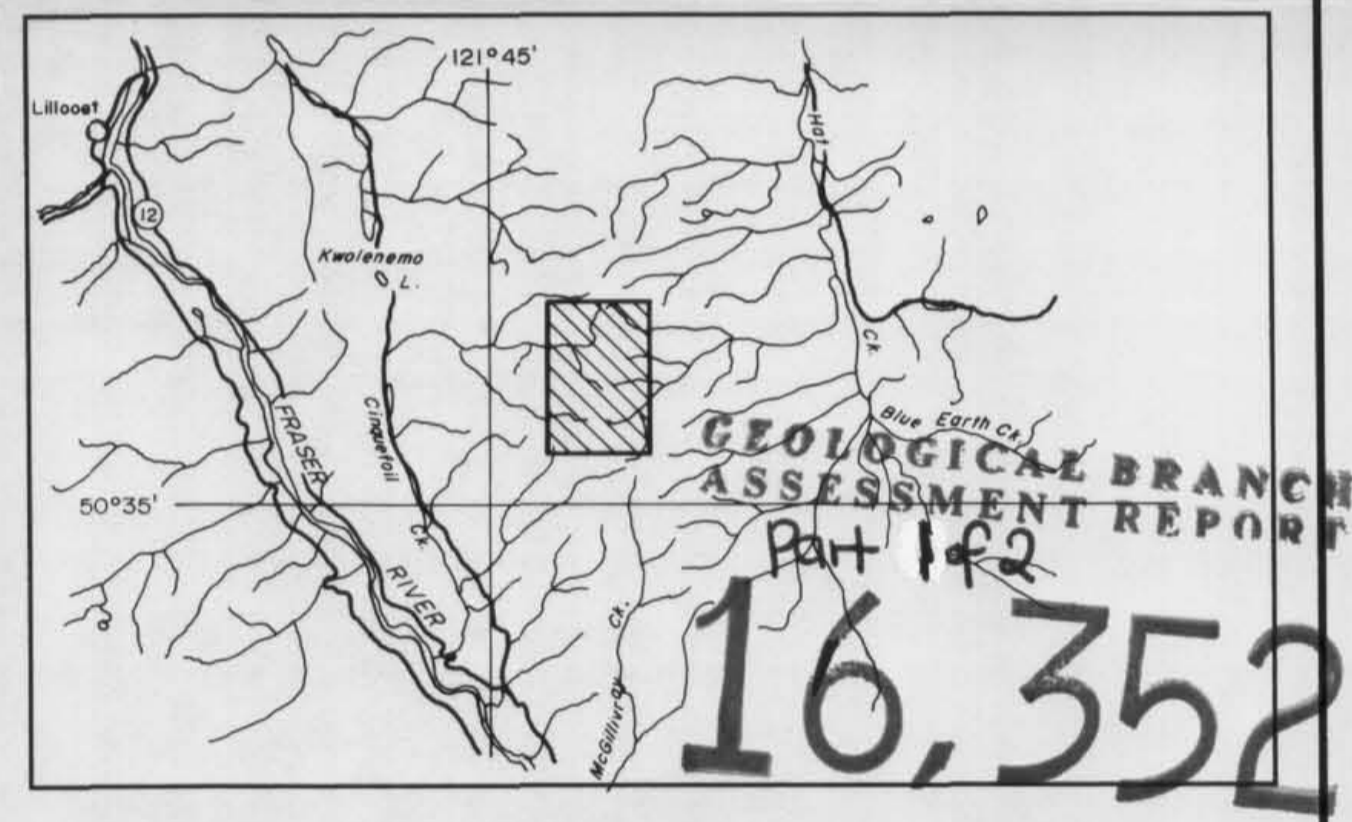 121°45'
Lillooet
Hat
12
Kwolenemo
L.
Ck.
FRASER
Cinquefoil
Blue Earth Ck.
GEOLOGICAL BRANCH
ASSESSMENT REPORT
50°35'
Part 1 of 2
Ck.
RIVER
16,352
McGillivray Ck.